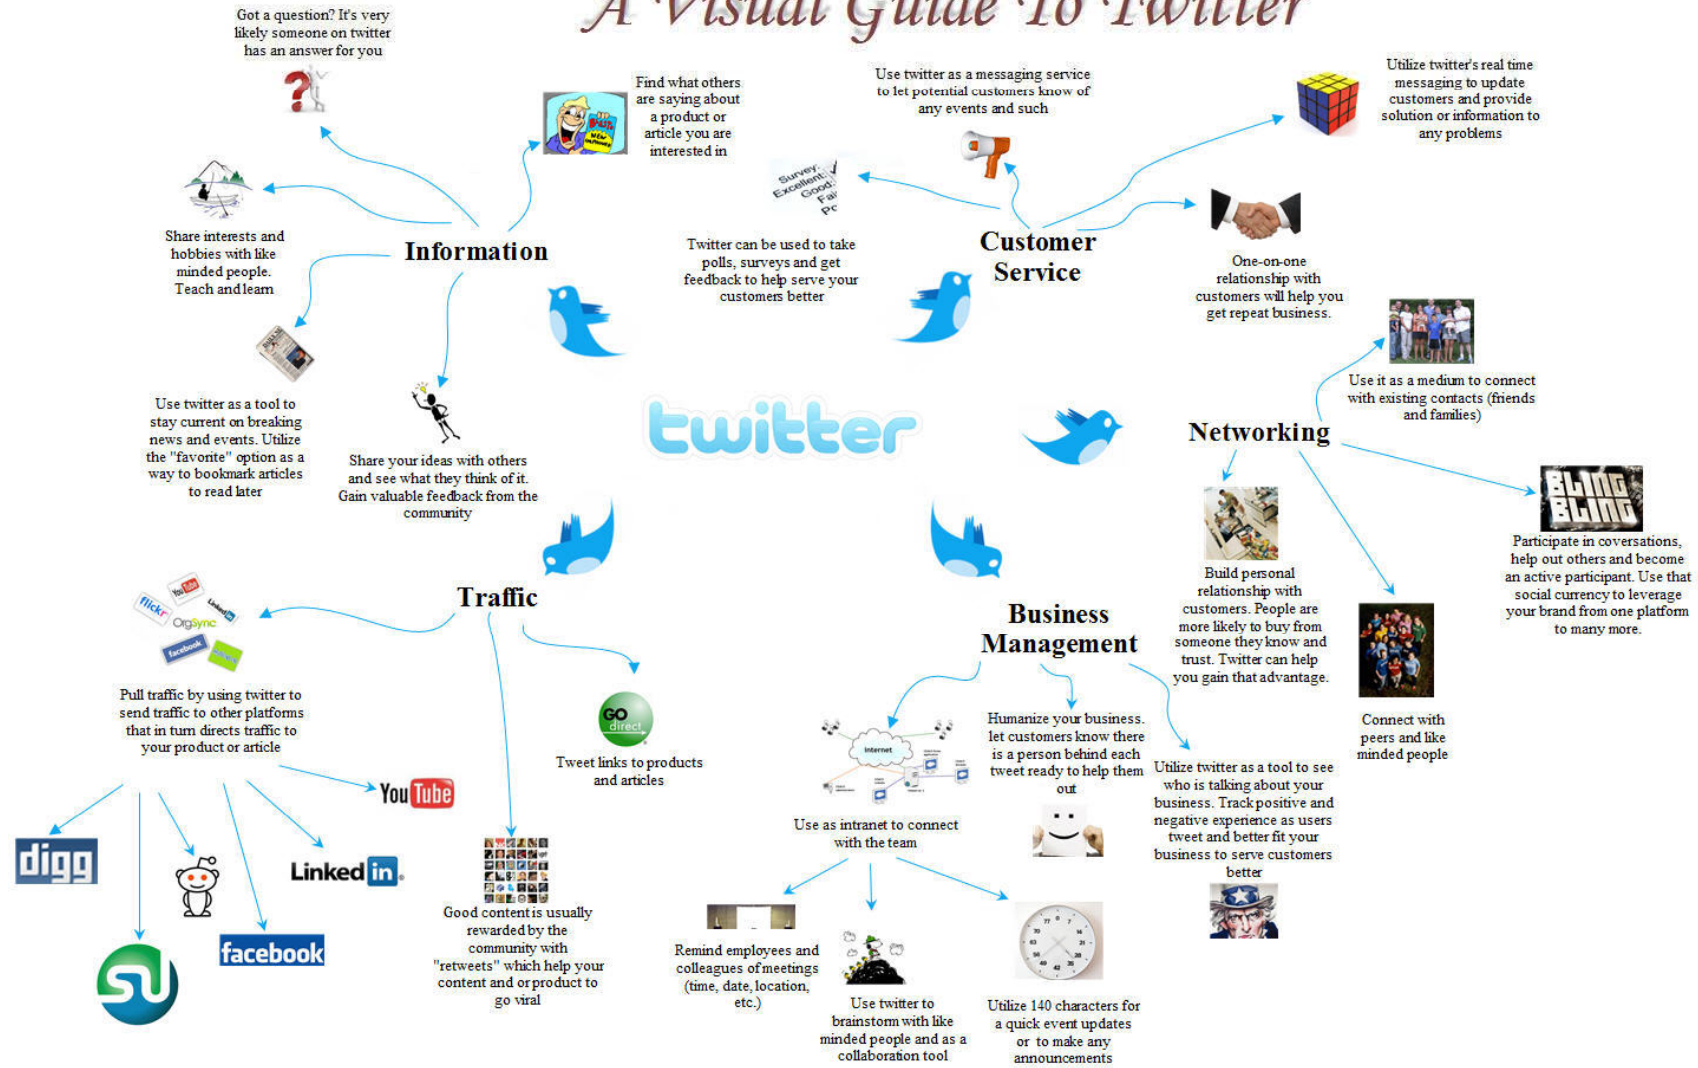 A Visual Guide To Twitter
Got a question? It's very
likely someone on twitter
has an answer for you
Find what others
are saying about
a product or
article you are
interested in
Share interests and
hobbies with like
minded people.
Teach and learn
Information
Use twitter as a tool to
stay current on breaking
news and events. Utilize
the "favorite" option as a
way to bookmark articles
to read later
Share your ideas with others
and see what they think of it.
Gain valuable feedback from the
community
Use twitter as a messaging service
to let potential customers know of
any events and such
Utilize twitter's real time
messaging to update
customers and provide
solution or information to
any problems
Survey:
Excellent:
Good:
Twitter can be used to take
polls, surveys and get
feedback to help serve your
customers better
Customer
Service
One-on-one
relationship with
customers will help you
get repeat business.
twitter
Networking
Use it as a medium to connect
with existing contacts (friends
and families)
BLING
BLING
Participate in coversations,
help out others and become
an active participant. Use that
social currency to leverage
your brand from one platform
to many more.
Build personal
relationship with
customers. People are
more likely to buy from
someone they know and
trust. Twitter can help
you gain that advantage.
Connect with
peers and like
minded people
Traffic
YouTube
flickr
LinkedIn
OrgSync
facebook
Pull traffic by using twitter to
send traffic to other platforms
that in turn directs traffic to
your product or article
YouTube
digg
Linked in
facebook
SU
GO
direct
Tweet links to products
and articles
Good content is usually
rewarded by the
community with
"retweets" which help your
content and or product to
go viral
Business
Management
Internet
Use as intranet to connect
with the team
Humanize your business.
let customers know there
is a person behind each
tweet ready to help them
out
Utilize twitter as a tool to see
who is talking about your
business. Track positive and
negative experience as users
tweet and better fit your
business to serve customers
better
Remind employees and
colleagues of meetings
(time, date, location,
etc.)
Use twitter to
brainstorm with like
minded people and as a
collaboration tool
77 0 7
70 14
63 21
42 35
Utilize 140 characters for
a quick event updates
or to make any
announcements